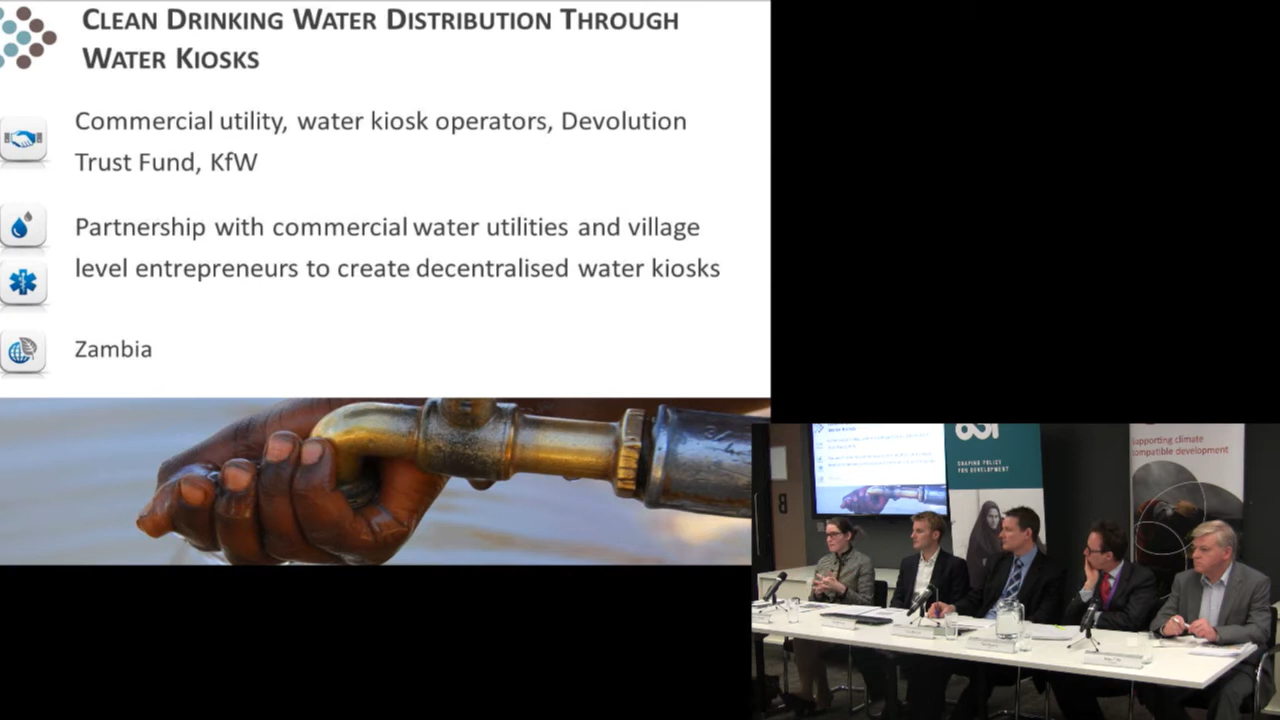 CLEAN DRINKING WATER DISTRIBUTION THROUGH
WATER KIOSKS
Commercial utility, water kiosk operators, Devolution
Trust Fund, KfW
Partnership with commercial water utilities and village
level entrepreneurs to create decentralised water kiosks
Zambia
SHAPING POLICY
FOR DEVELOPMENT
Supporting climate
compatible development